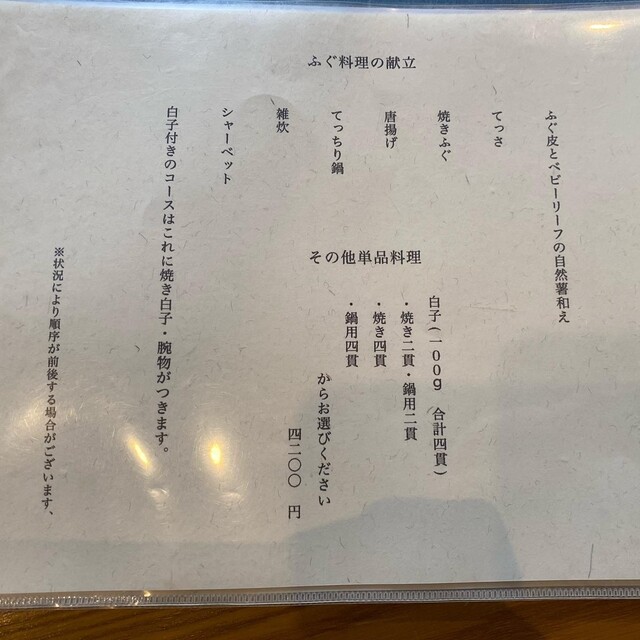 ふぐ料理の献立
ふぐ皮とベビーリーフの自然薯和え
てっさ
焼きふぐ
唐揚げ
てっちり鍋
雑炊
シャーベット
白子付きのコースはこれに焼き白子・腕物がつきます。
その他単品料理
白子(一00g 合計四貫)
・焼き二貫・鍋用二貫
・焼き四貫
・鍋用四貫
からお選びください
四二〇〇 円
※状況により順序が前後する場合がございます、